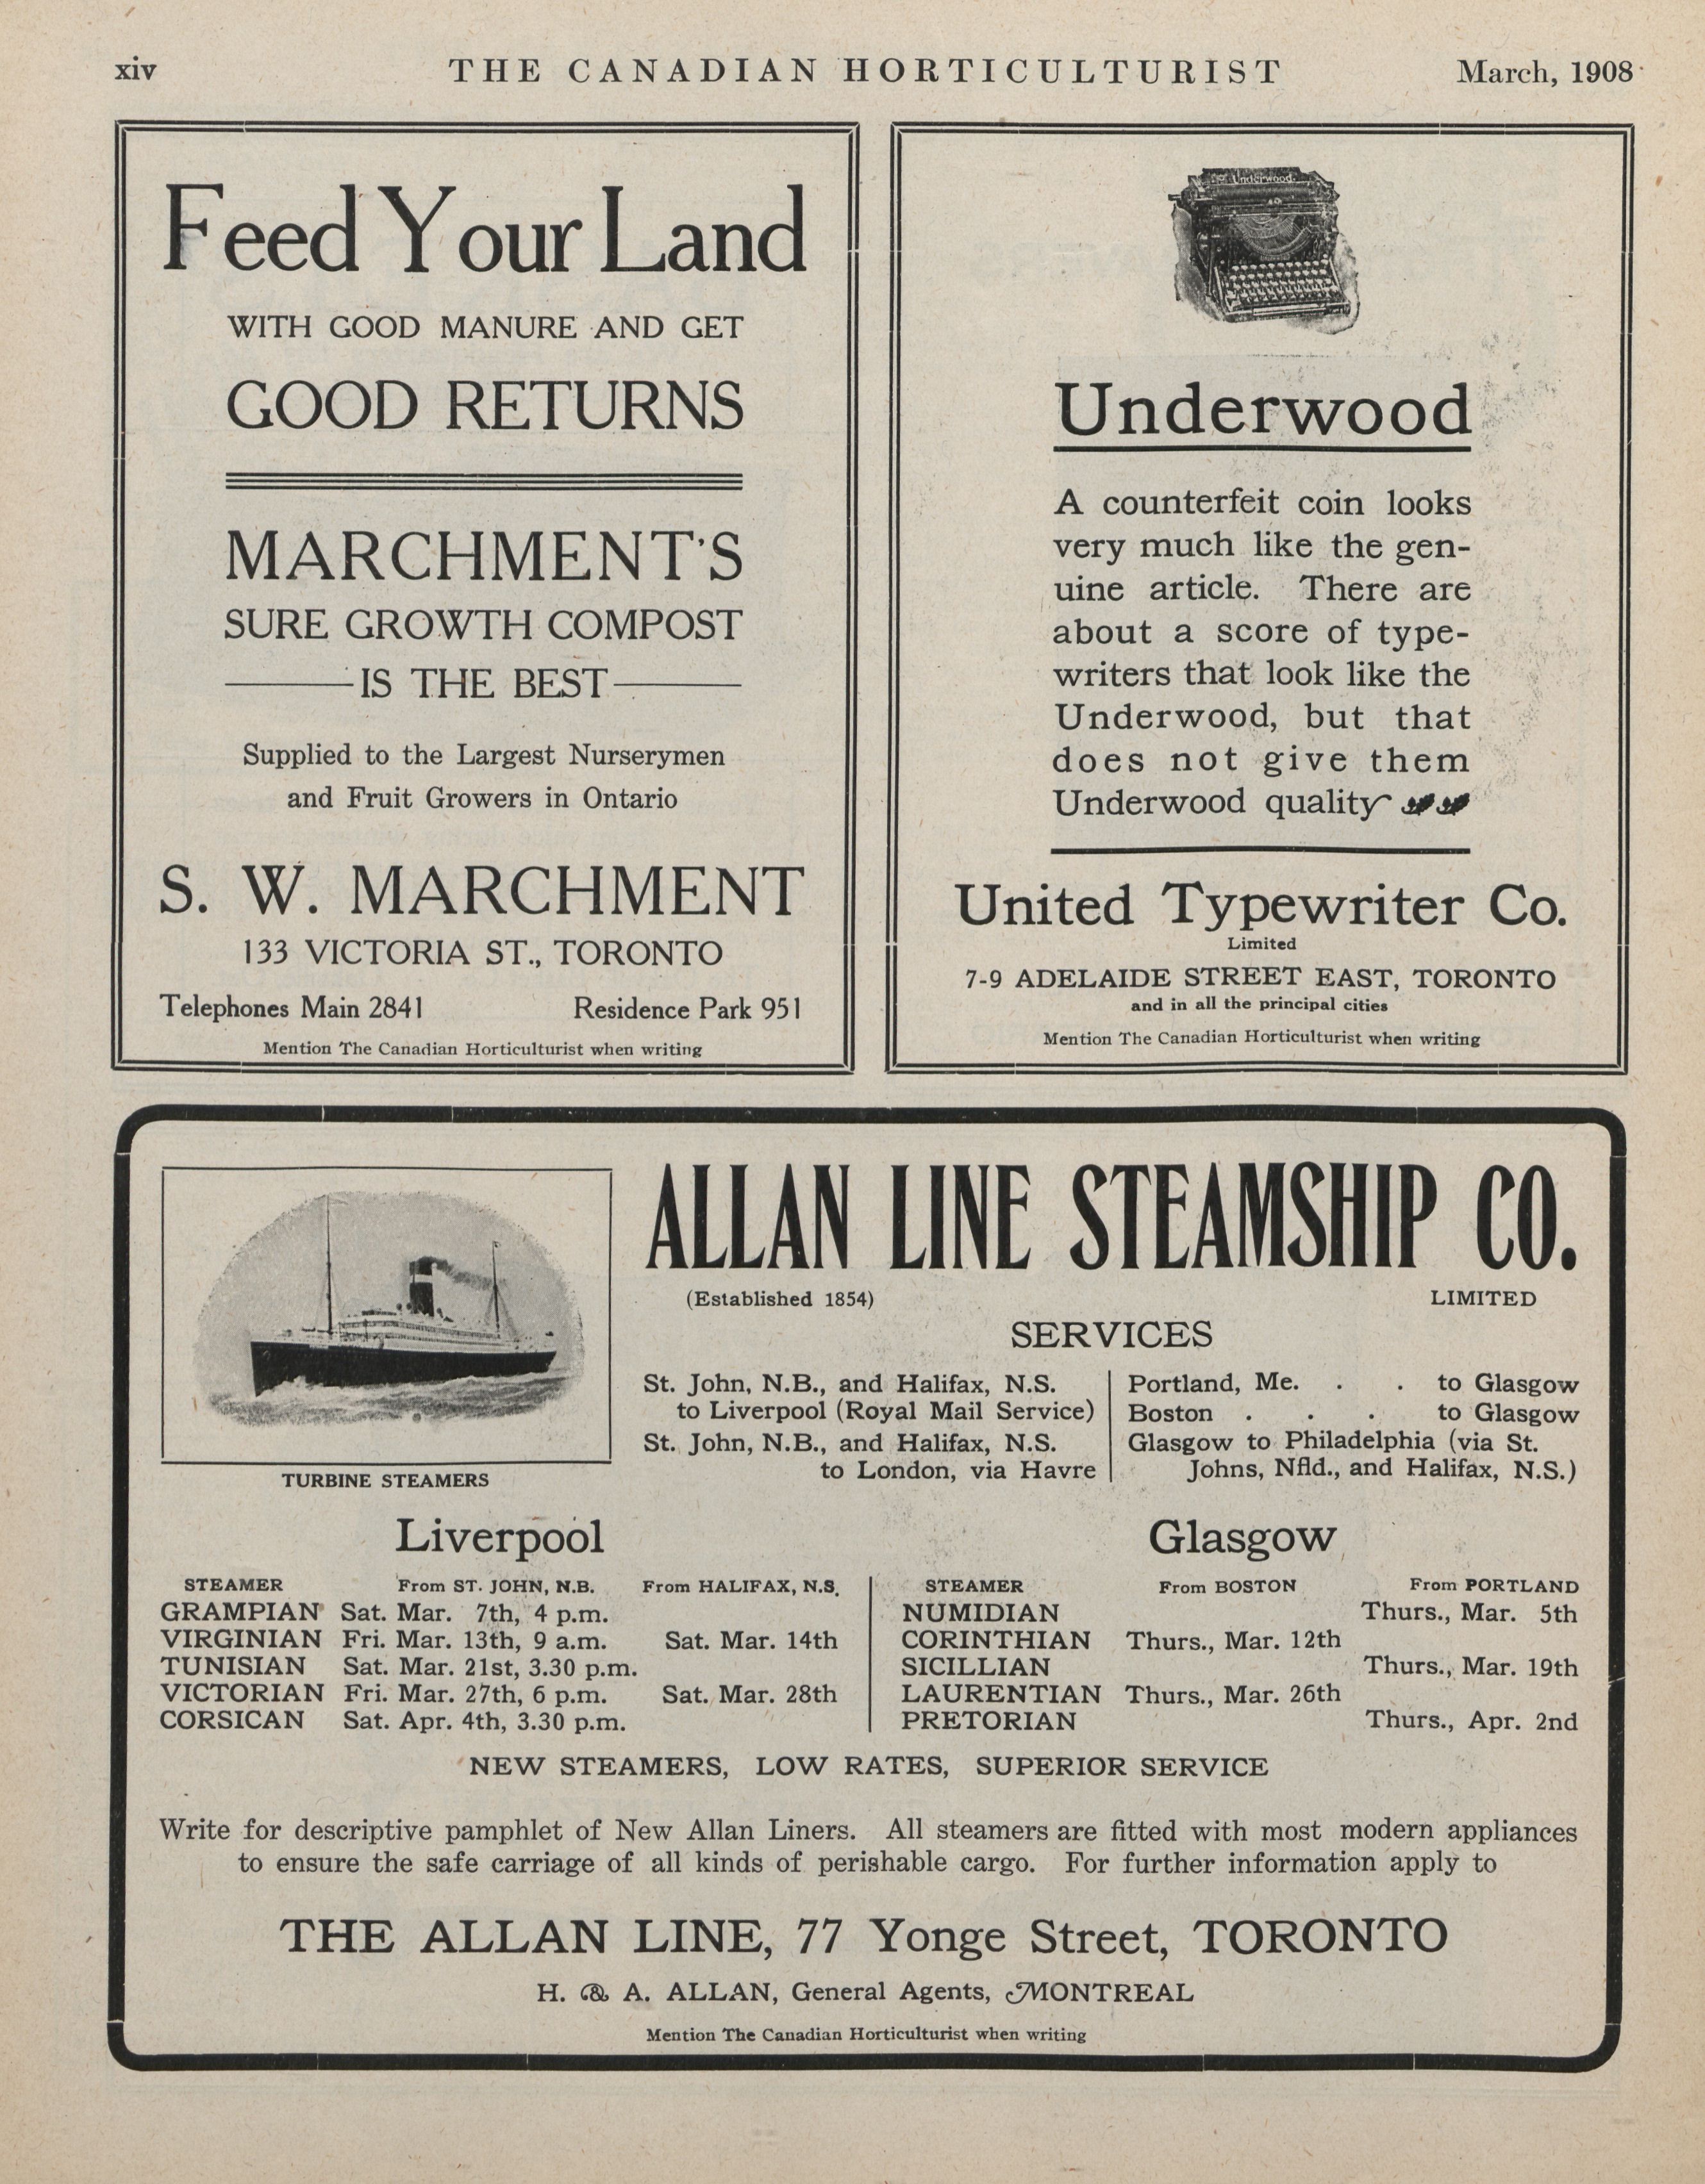 xiv THE CANADIAN HORTICULTURIST March, 1908
Feed Your Land
WITH GOOD MANURE AND GET
GOOD RETURNS
MARCHMENT'S
SURE GROWTH COMPOST
IS THE BEST
Supplied to the Largest Nurserymen
and Fruit Growers in Ontario
S. W. MARCHMENT
133 VICTORIA ST., TORONTO
Telephones Main 2841 Residence Park 951
Mention The Canadian Horticulturist when writing
Underwood
Underwood
A counterfeit coin looks
very much like the gen-
uine article. There are
about a score of type-
writers that look like the
Underwood, but that
does not give them
Underwood quality
United Typewriter Co.
Limited
7-9 ADELAIDE STREET EAST, TORONTO
and in all the principal cities
Mention The Canadian Horticulturist when writing
ALLAN LINE STEAMSHIP CO.
(Established 1854) LIMITED
SERVICES
St. John, N.B., and Halifax, N.S.
to Liverpool (Royal Mail Service)
St. John, N.B., and Halifax, N.S.
to London, via Havre
Portland, Me. . . to Glasgow
Boston . . . to Glasgow
Glasgow to Philadelphia (via St.
Johns, Nfld., and Halifax, N.S.)
TURBINE STEAMERS
Liverpool
STEAMER From ST. JOHN, N.B. From HALIFAX, N.S.
GRAMPIAN Sat. Mar. 7th, 4 p.m.
VIRGINIAN Fri. Mar. 13th, 9 a.m. Sat. Mar. 14th
TUNISIAN Sat. Mar. 21st, 3.30 p.m.
VICTORIAN Fri. Mar. 27th, 6 p.m. Sat. Mar. 28th
CORSICAN Sat. Apr. 4th, 3.30 p.m.
Glasgow
STEAMER From BOSTON From PORTLAND
NUMIDIAN Thurs., Mar. 5th
CORINTHIAN Thurs., Mar. 12th
SICILLIAN Thurs., Mar. 19th
LAURENTIAN Thurs., Mar. 26th
PRETORIAN Thurs., Apr. 2nd
NEW STEAMERS, LOW RATES, SUPERIOR SERVICE
Write for descriptive pamphlet of New Allan Liners. All steamers are fitted with most modern appliances
to ensure the safe carriage of all kinds of perishable cargo. For further information apply to
THE ALLAN LINE, 77 Yonge Street, TORONTO
H. & A. ALLAN, General Agents, MONTREAL
Mention The Canadian Horticulturist when writing